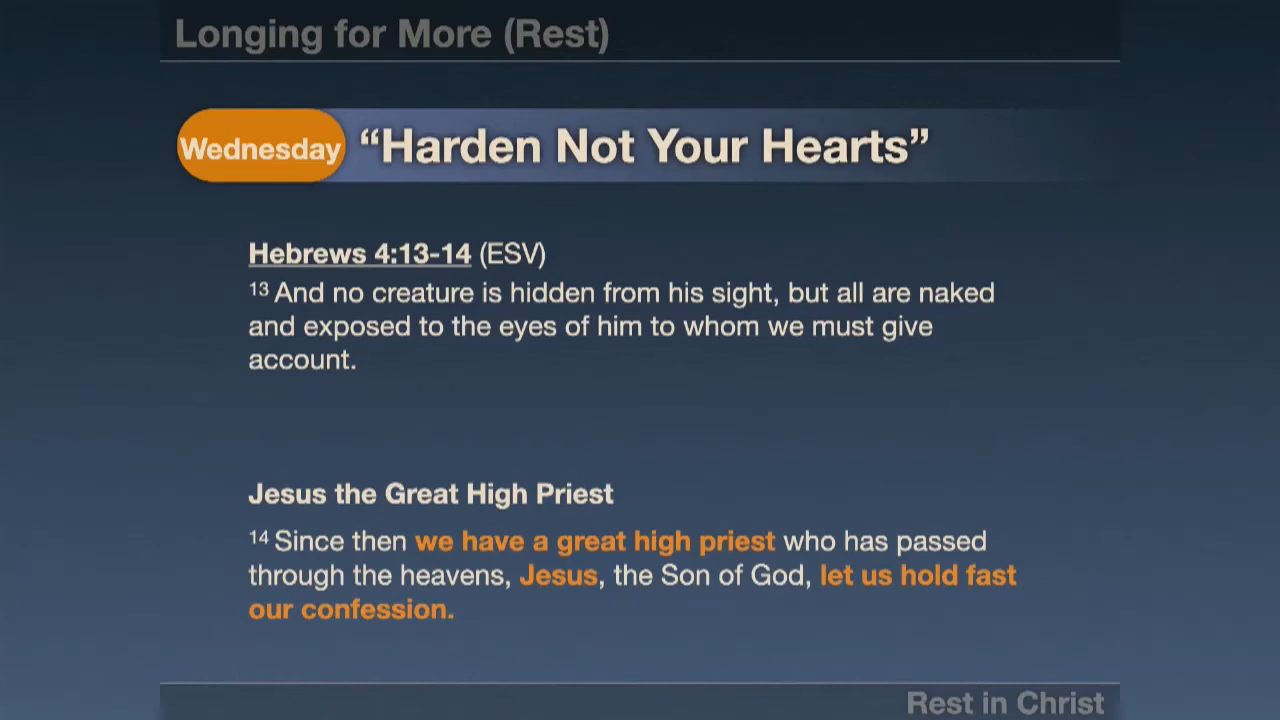 Longing for More (Rest)
Wednesday “Harden Not Your Hearts”
Hebrews 4:13-14 (ESV)
13 And no creature is hidden from his sight, but all are naked
and exposed to the eyes of him to whom we must give
account.
Jesus the Great High Priest
14 Since then we have a great high priest who has passed
through the heavens, Jesus, the Son of God, let us hold fast
our confession.
Rest in Christ